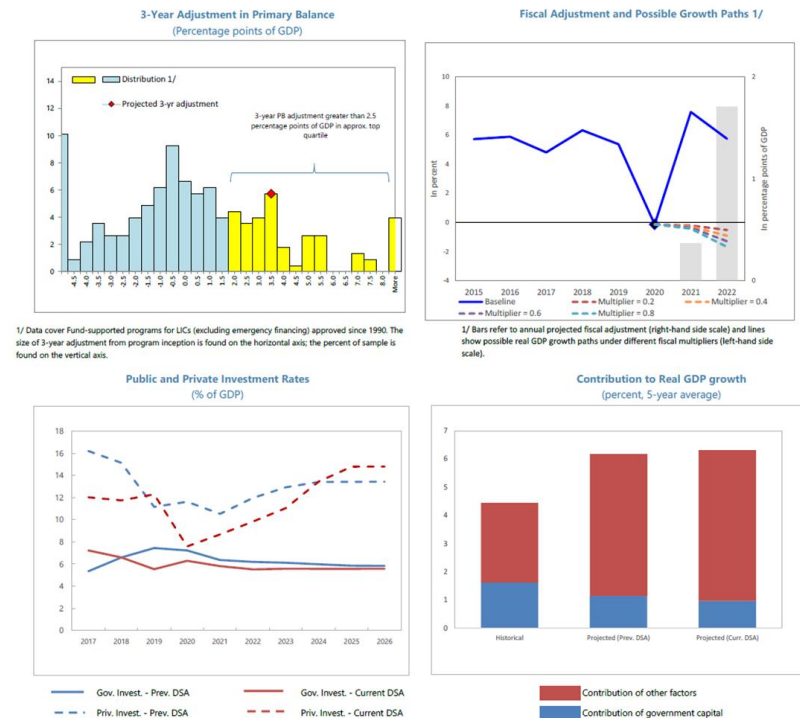 3-Year Adjustment in Primary Balance
(Percentage points of GDP)
14
12
10
8
6
4
2
0
Distribution 1/
Projected 3-yr adjustment
3-year PB adjustment greater than 2.5
percentage points of GDP in approx. top
quartile
-4.5
-4.0
-3.5
-3.0
-2.5
-2.0
-1.5
-1.0
-0.5
0.0
0.5
1.0
1.5
2.0
2.5
3.0
3.5
4.0
4.5
5.0
5.5
6.0
6.5
7.0
7.5
8.0
More
1/ Data cover Fund-supported programs for LICs (excluding emergency financing) approved since 1990. The
size of 3-year adjustment from program inception is found on the horizontal axis; the percent of sample is
found on the vertical axis.
Fiscal Adjustment and Possible Growth Paths 1/
In percent
10
8
6
4
2
0
-2
-4
2
1
0
In percentage points of GDP
2015 2016 2017 2018 2019 2020 2021 2022
Baseline Multiplier = 0.2 Multiplier = 0.4
Multiplier = 0.6 Multiplier = 0.8
1/ Bars refer to annual projected fiscal adjustment (right-hand side scale) and lines
show possible real GDP growth paths under different fiscal multipliers (left-hand side
scale).
Public and Private Investment Rates
(% of GDP)
18
16
14
12
10
8
6
4
2
0
2017 2018 2019 2020 2021 2022 2023 2024 2025 2026
Gov. Invest. - Prev. DSA Gov. Invest. - Current DSA
Priv. Invest. - Prev. DSA Priv. Invest. - Current DSA
Contribution to Real GDP growth
(percent, 5-year average)
7
6
5
4
3
2
1
0
Historical Projected (Prev. DSA) Projected (Curr. DSA)
Contribution of other factors
Contribution of government capital